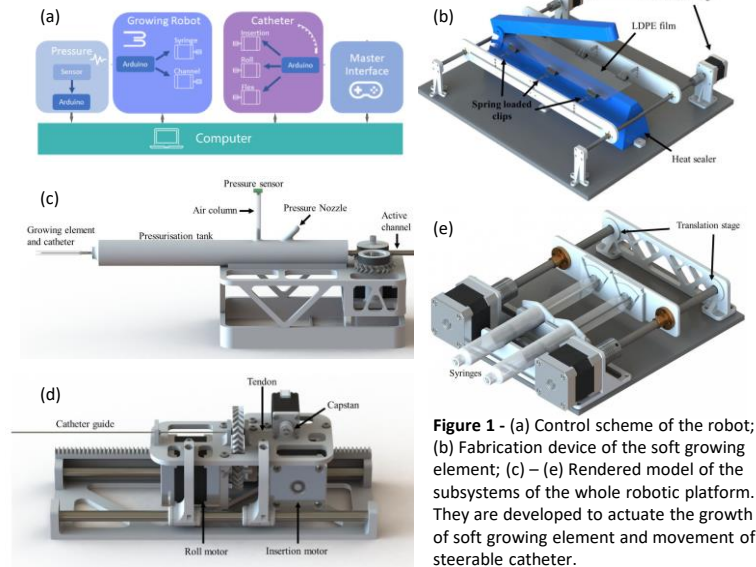 (a)
Growing Robot
Catheter
Pressure
Sensor
Arduino
Arduino
Syringe
Channel
Insertion
Roll
Flex
Arduino
Master
Interface
Computer
(b)
LDPE film
Spring loaded
clips
Heat sealer
(c)
Pressure sensor
Air column
Pressure Nozzle
Active
channel
Growing element
and catheter
Pressurisation tank
(e)
Translation stage
Syringes
(d)
Tendon
Capstan
Catheter guide
Roll motor
Insertion motor
Figure 1 - (a) Control scheme of the robot;
(b) Fabrication device of the soft growing
element; (c) – (e) Rendered model of the
subsystems of the whole robotic platform.
They are developed to actuate the growth
of soft growing element and movement of
steerable catheter.